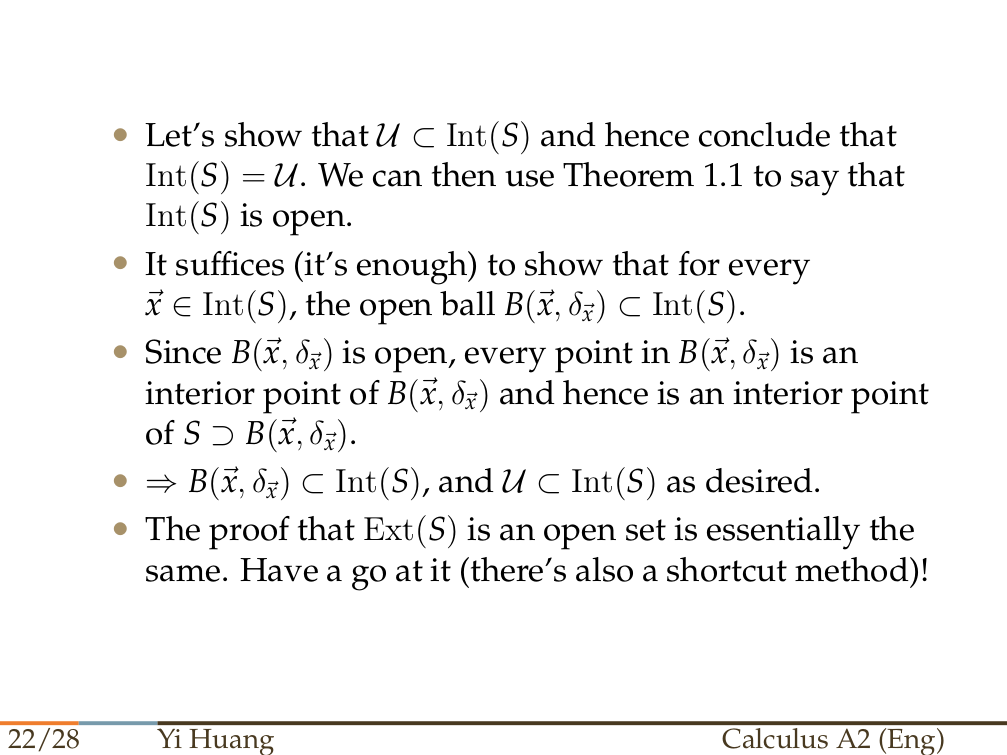 • Let's show that 𝒰 ⊂ Int(S) and hence conclude that
Int(S) = 𝒰. We can then use Theorem 1.1 to say that
Int(S) is open.
• It suffices (it's enough) to show that for every
x⃗ ∈ Int(S), the open ball B(x⃗, δ_x⃗) ⊂ Int(S).
• Since B(x⃗, δ_x⃗) is open, every point in B(x⃗, δ_x⃗) is an
interior point of B(x⃗, δ_x⃗) and hence is an interior point
of S ⊃ B(x⃗, δ_x⃗).
• ⇒ B(x⃗, δ_x⃗) ⊂ Int(S), and 𝒰 ⊂ Int(S) as desired.
• The proof that Ext(S) is an open set is essentially the
same. Have a go at it (there's also a shortcut method)!
22/28 Yi Huang Calculus A2 (Eng)